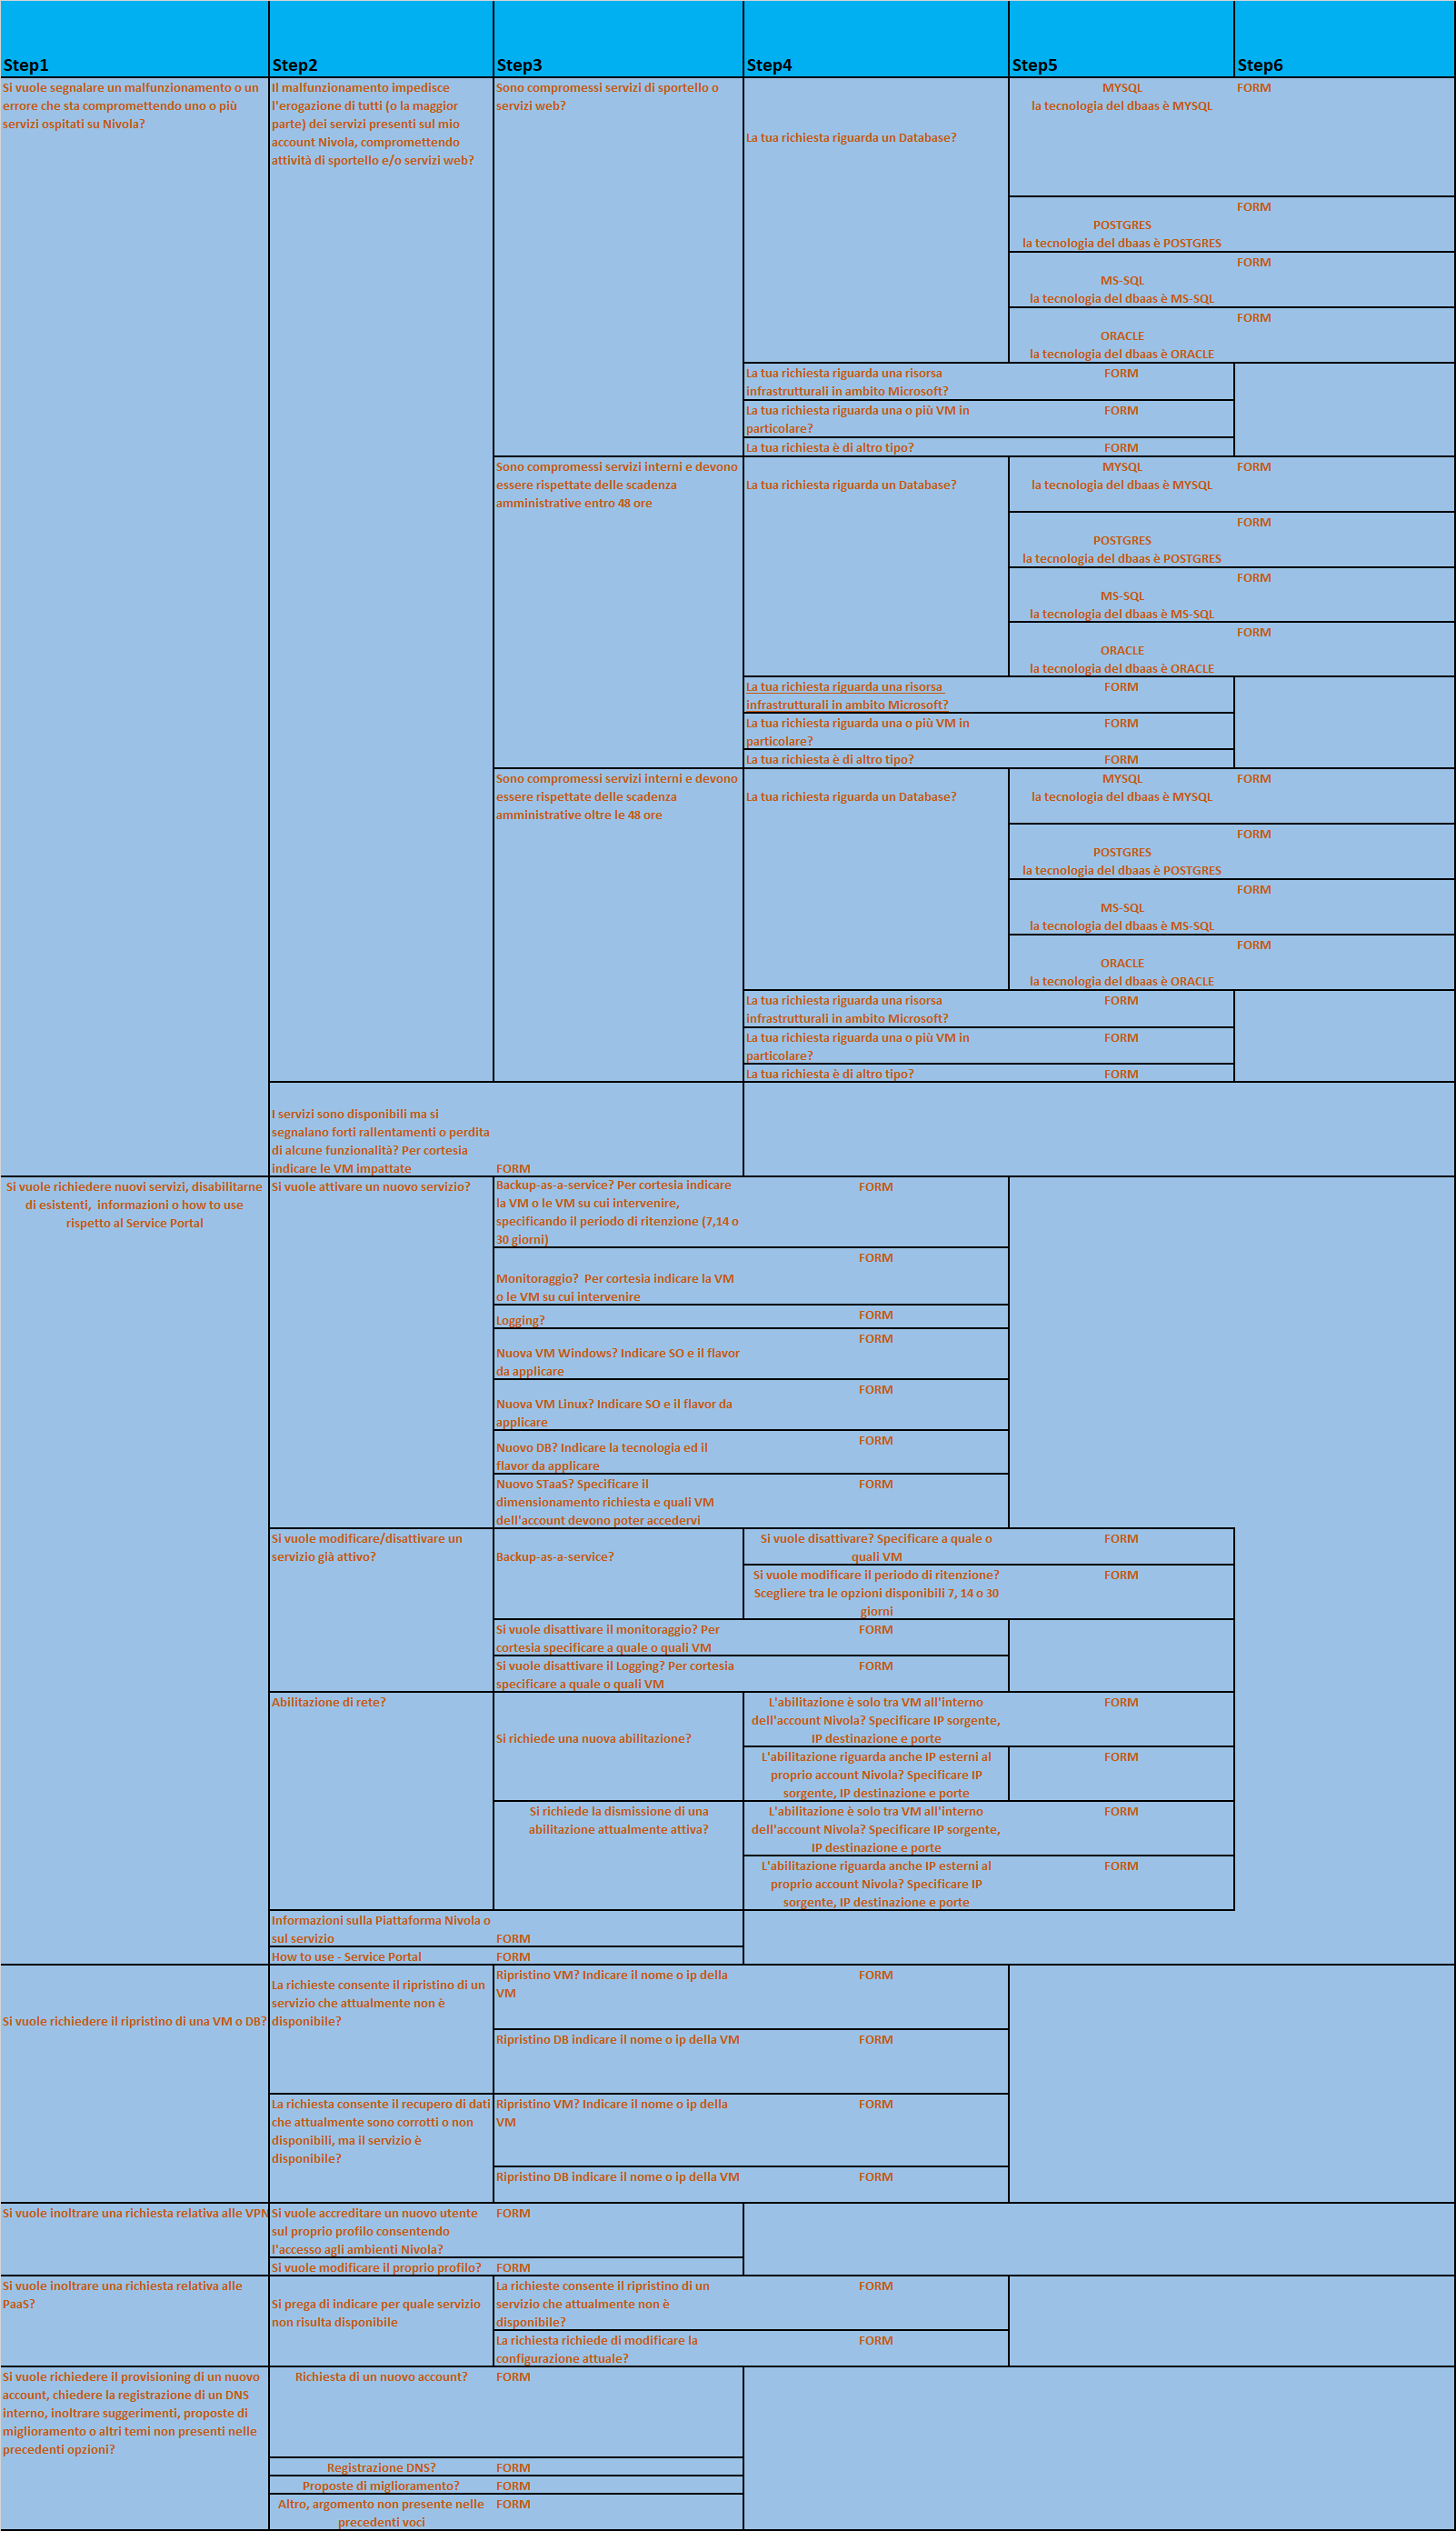 Step1
Step2
Step3
Step4
Step5
Step6
Si vuole segnalare un malfunzionamento o un
errore che sta compromettendo uno o più
servizi ospitati su Nivola?
Il malfunzionamento impedisce
l'erogazione di tutti (o la maggior
parte) dei servizi presenti sul mio
account Nivola, compromettendo
attività di sportello e/o servizi web?
Sono compromessi servizi di sportello o
servizi web?
La tua richiesta riguarda un Database?
MYSQL
la tecnologia del dbaas è MYSQL
FORM
POSTGRES
la tecnologia del dbaas è POSTGRES
FORM
MS-SQL
la tecnologia del dbaas è MS-SQL
FORM
ORACLE
la tecnologia del dbaas è ORACLE
FORM
La tua richiesta riguarda una risorsa
infrastrutturali in ambito Microsoft?
FORM
La tua richiesta riguarda una o più VM in
particolare?
FORM
La tua richiesta è di altro tipo?
FORM
Sono compromessi servizi interni e devono
essere rispettate delle scadenza
amministrative entro 48 ore
La tua richiesta riguarda un Database?
MYSQL
la tecnologia del dbaas è MYSQL
FORM
POSTGRES
la tecnologia del dbaas è POSTGRES
FORM
MS-SQL
la tecnologia del dbaas è MS-SQL
FORM
ORACLE
la tecnologia del dbaas è ORACLE
FORM
La tua richiesta riguarda una risorsa
infrastrutturali in ambito Microsoft?
FORM
La tua richiesta riguarda una o più VM in
particolare?
FORM
La tua richiesta è di altro tipo?
FORM
Sono compromessi servizi interni e devono
essere rispettate delle scadenza
amministrative oltre le 48 ore
La tua richiesta riguarda un Database?
MYSQL
la tecnologia del dbaas è MYSQL
FORM
POSTGRES
la tecnologia del dbaas è POSTGRES
FORM
MS-SQL
la tecnologia del dbaas è MS-SQL
FORM
ORACLE
la tecnologia del dbaas è ORACLE
FORM
La tua richiesta riguarda una risorsa
infrastrutturali in ambito Microsoft?
FORM
La tua richiesta riguarda una o più VM in
particolare?
FORM
La tua richiesta è di altro tipo?
FORM
I servizi sono disponibili ma si
segnalano forti rallentamenti o perdita
di alcune funzionalità? Per cortesia
indicare le VM impattate
FORM
Si vuole richiedere nuovi servizi, disabilitarne
di esistenti,  informazioni o how to use
rispetto al Service Portal
Si vuole attivare un nuovo servizio?
Backup-as-a-service? Per cortesia indicare
la VM o le VM su cui intervenire,
specificando il periodo di ritenzione (7,14 o
30 giorni)
FORM
Monitoraggio?  Per cortesia indicare la VM
o le VM su cui intervenire
FORM
Logging?
FORM
Nuova VM Windows? Indicare SO e il flavor
da applicare
FORM
Nuova VM Linux? Indicare SO e il flavor da
applicare
FORM
Nuovo DB? Indicare la tecnologia ed il
flavor da applicare
FORM
Nuovo STaaS? Specificare il
dimensionamento richiesta e quali VM
dell'account devono poter accedervi
FORM
Si vuole modificare/disattivare un
servizio già attivo?
Backup-as-a-service?
Si vuole disattivare? Specificare a quale o
quali VM
FORM
Si vuole modificare il periodo di ritenzione?
Scegliere tra le opzioni disponibili 7, 14 o 30
giorni
FORM
Si vuole disattivare il monitoraggio? Per
cortesia specificare a quale o quali VM
FORM
Si vuole disattivare il Logging? Per cortesia
specificare a quale o quali VM
FORM
Abilitazione di rete?
Si richiede una nuova abilitazione?
L'abilitazione è solo tra VM all'interno
dell'account Nivola? Specificare IP sorgente,
IP destinazione e porte
FORM
L'abilitazione riguarda anche IP esterni al
proprio account Nivola? Specificare IP
sorgente, IP destinazione e porte
FORM
Si richiede la dismissione di una
abilitazione attualmente attiva?
L'abilitazione è solo tra VM all'interno
dell'account Nivola? Specificare IP sorgente,
IP destinazione e porte
FORM
L'abilitazione riguarda anche IP esterni al
proprio account Nivola? Specificare IP
sorgente, IP destinazione e porte
FORM
Informazioni sulla Piattaforma Nivola o
sul servizio
FORM
How to use - Service Portal
FORM
Si vuole richiedere il ripristino di una VM o DB?
La richieste consente il ripristino di un
servizio che attualmente non è
disponibile?
Ripristino VM? Indicare il nome o ip della
VM
FORM
Ripristino DB indicare il nome o ip della VM
FORM
La richiesta consente il recupero di dati
che attualmente sono corrotti o non
disponibili, ma il servizio è
disponibile?
Ripristino VM? Indicare il nome o ip della
VM
FORM
Ripristino DB indicare il nome o ip della VM
FORM
Si vuole inoltrare una richiesta relativa alle VPN
Si vuole accreditare un nuovo utente
sul proprio profilo consentendo
l'accesso agli ambienti Nivola?
FORM
Si vuole modificare il proprio profilo?
FORM
Si vuole inoltrare una richiesta relativa alle
PaaS?
Si prega di indicare per quale servizio
non risulta disponibile
La richieste consente il ripristino di un
servizio che attualmente non è
disponibile?
FORM
La richiesta richiede di modificare la
configurazione attuale?
FORM
Si vuole richiedere il provisioning di un nuovo
account, chiedere la registrazione di un DNS
interno, inoltrare suggerimenti, proposte di
miglioramento o altri temi non presenti nelle
precedenti opzioni?
Richiesta di un nuovo account?
FORM
Registrazione DNS?
FORM
Proposte di miglioramento?
FORM
Altro, argomento non presente nelle
precedenti voci
FORM